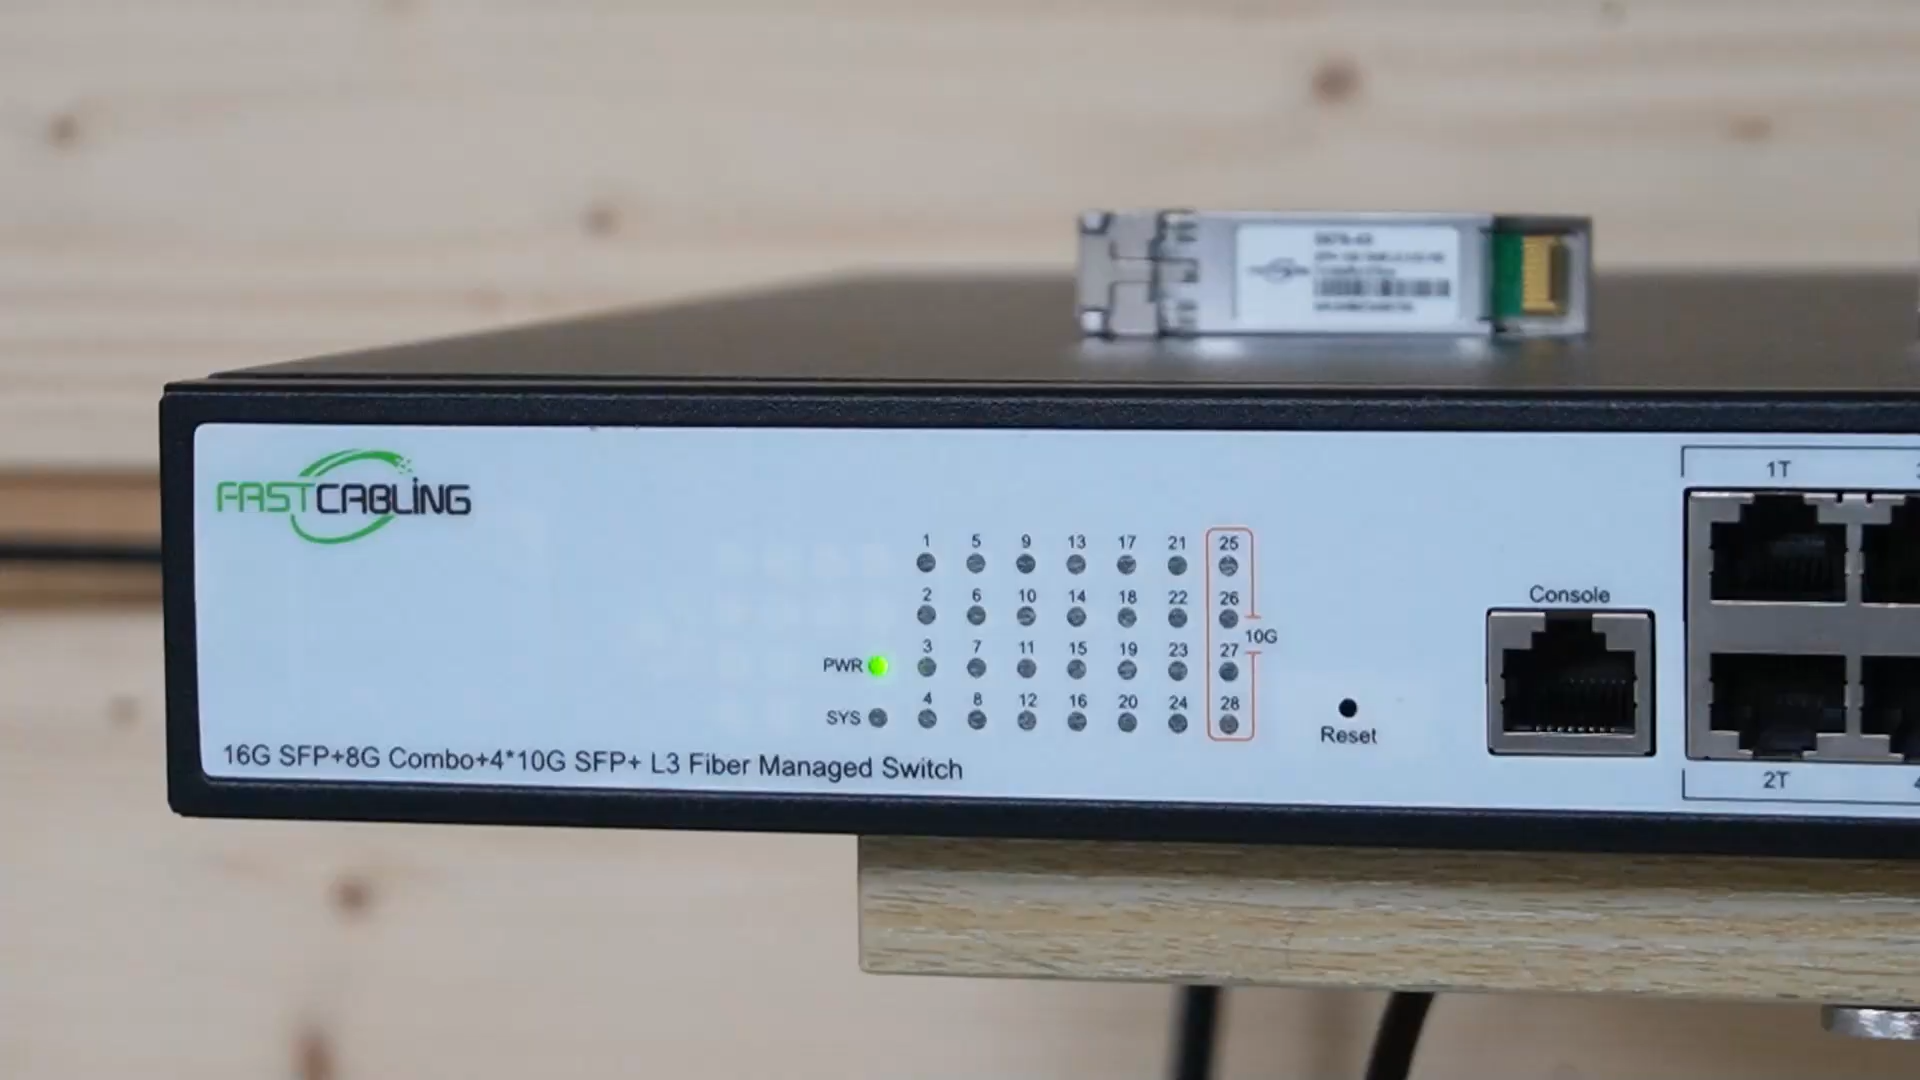 FASTCABLING
1 5 9 13 17 21 25
2 6 10 14 18 22 26
10G
PWR 3 7 11 15 19 23 27
SYS 4 8 12 16 20 24 28
16G SFP+8G Combo+4*10G SFP+ L3 Fiber Managed Switch
Reset
Console
1T
2T